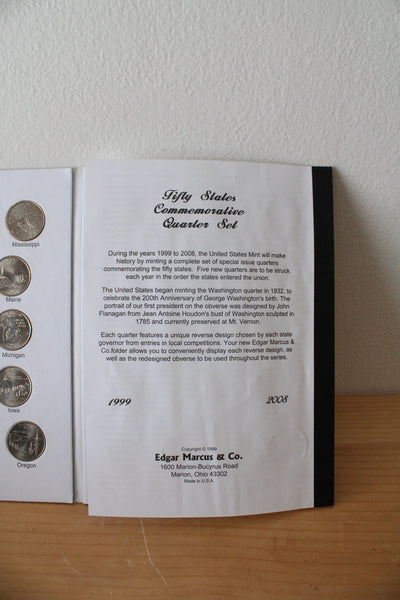 Mississippi
Maine
Michigan
Iowa
Oregon
Fifty States
Commemorative
Quarter Set
During the years 1999 to 2008, the United States Mint will make
history by minting a complete set of special issue quarters
commemorating the fifty states. Five new quarters are to be struck
each year in the order the states entered the union.
The United States began minting the Washington quarter in 1932, to
celebrate the 200th Anniversary of George Washington's birth. The
portrait of our first president on the obverse was designed by John
Flanagan from Jean Antoine Houdon's bust of Washington sculpted in
1785 and currently preserved at Mt. Vernon.
Each quarter features a unique reverse design chosen by each state
governor from entries in local competitions. Your new Edgar Marcus &
Co.folder allows you to conveniently display each reverse design, as
well as the redesigned obverse to be used throughout the series.
1999 2008
Copyright © 1999
Edgar Marcus & Co.
1600 Marion-Bucyrus Road
Marion, Ohio 43302
Made in U.S.A.